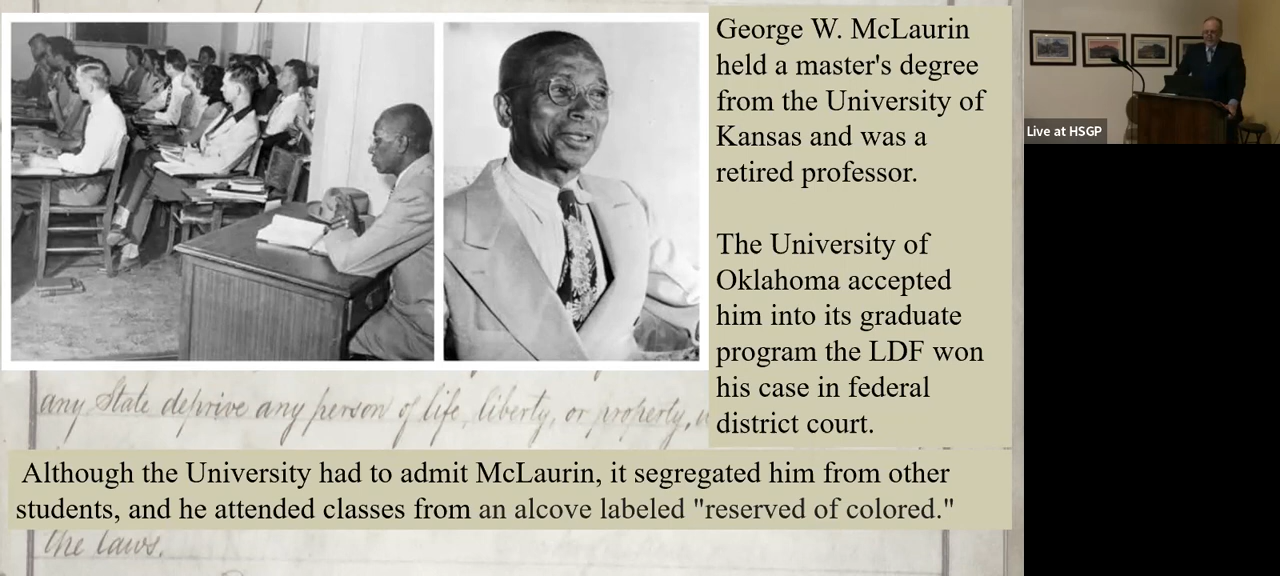 George W. McLaurin
held a master's degree
from the University of
Kansas and was a
retired professor.
The University of
Oklahoma accepted
him into its graduate
program the LDF won
his case in federal
district court.
Live at HSGP
any State deprive any person of life, liberty, or property,
Although the University had to admit McLaurin, it segregated him from other
students, and he attended classes from an alcove labeled "reserved of colored."
the laws.